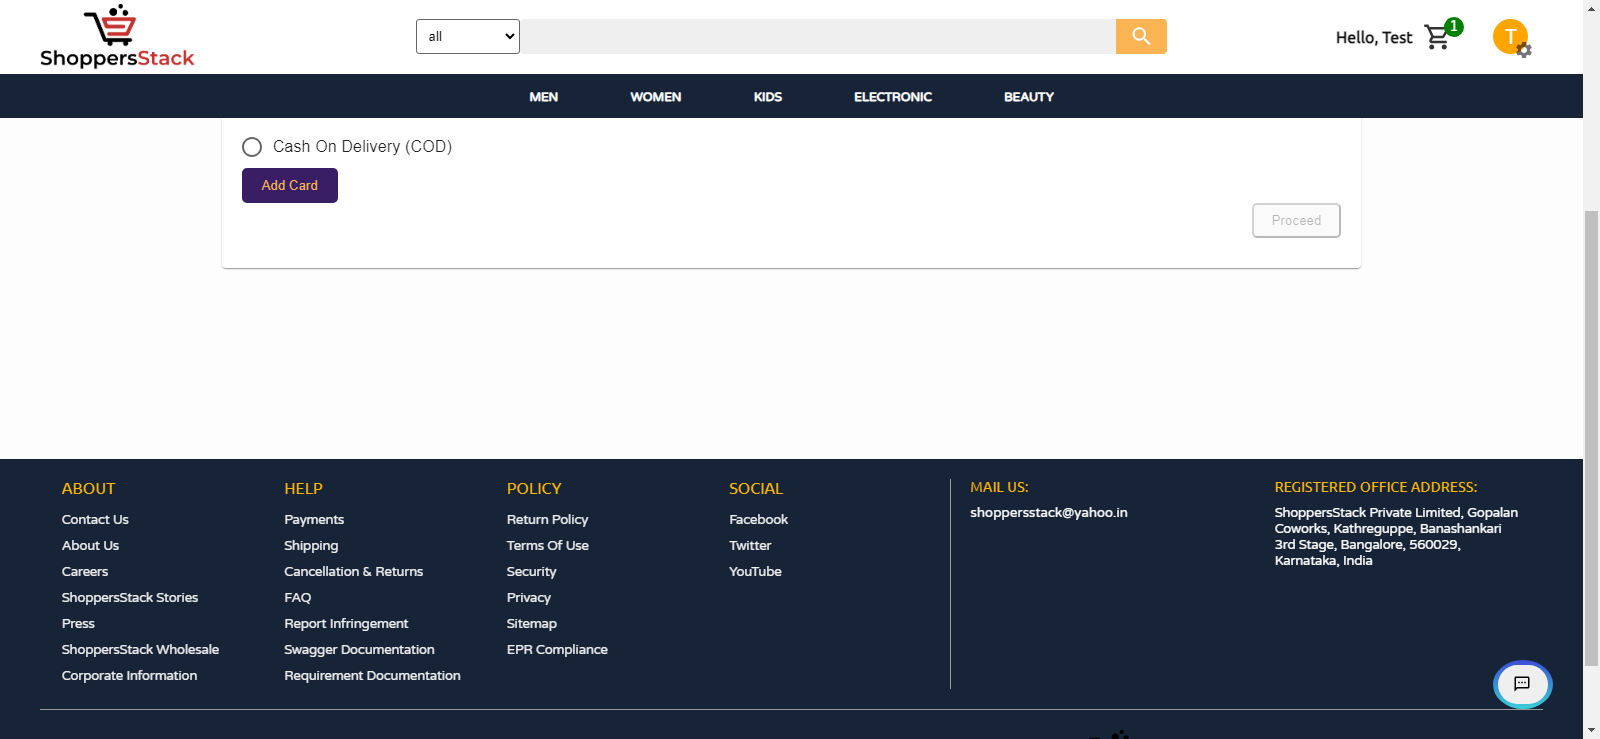 ShoppersStack
all
Hello, Test
1
T
MEN WOMEN KIDS ELECTRONIC BEAUTY
Cash On Delivery (COD)
Add Card
Proceed
ABOUT
Contact Us
About Us
Careers
ShoppersStack Stories
Press
ShoppersStack Wholesale
Corporate Information
HELP
Payments
Shipping
Cancellation & Returns
FAQ
Report Infringement
Swagger Documentation
Requirement Documentation
POLICY
Return Policy
Terms Of Use
Security
Privacy
Sitemap
EPR Compliance
SOCIAL
Facebook
Twitter
YouTube
MAIL US:
shoppersstack@yahoo.in
REGISTERED OFFICE ADDRESS:
ShoppersStack Private Limited, Gopalan
Coworks, Kathreguppe, Banashankari
3rd Stage, Bangalore, 560029,
Karnataka, India